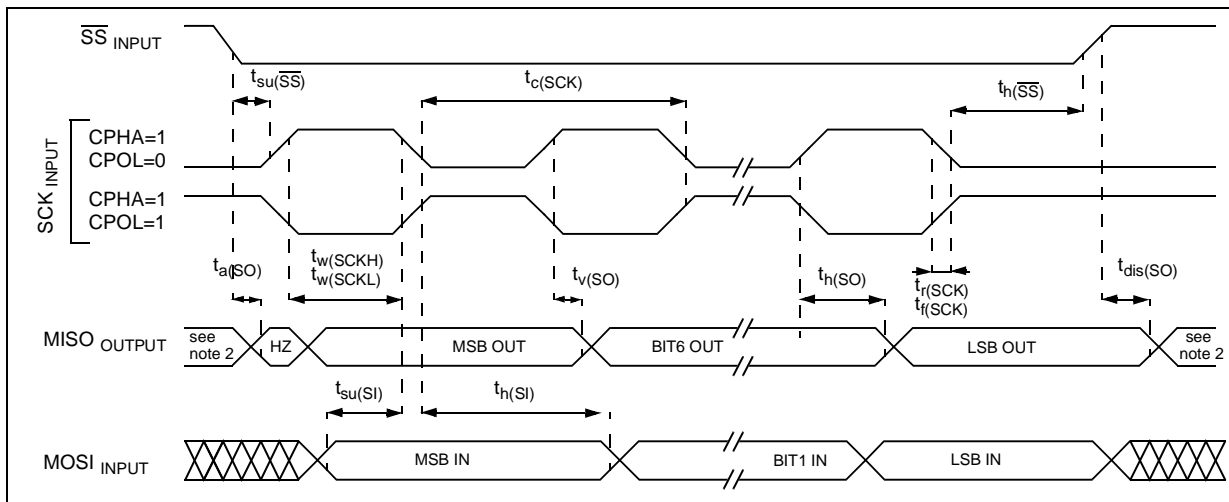 SS INPUT
tsu(SS)
tc(SCK)
th(SS)
SCK INPUT
CPHA=1
CPOL=0
CPHA=1
CPOL=1
ta(SO)
tw(SCKH)
tw(SCKL)
tv(SO)
th(SO)
tr(SCK)
tf(SCK)
tdis(SO)
MISO OUTPUT
see
note 2
HZ
MSB OUT
BIT6 OUT
LSB OUT
see
note 2
tsu(SI)
th(SI)
MOSI INPUT
MSB IN
BIT1 IN
LSB IN